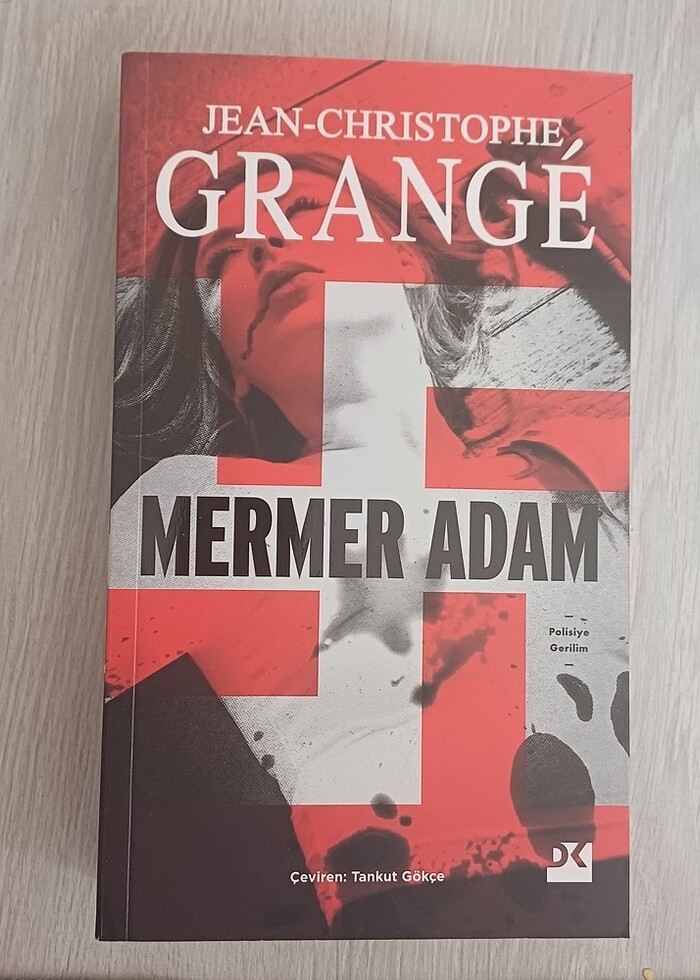 JEAN-CHRISTOPHE
GRANGÉ
MERMER ADAM
Polisiye
Gerilim
DK
Çeviren: Tankut Gökçe